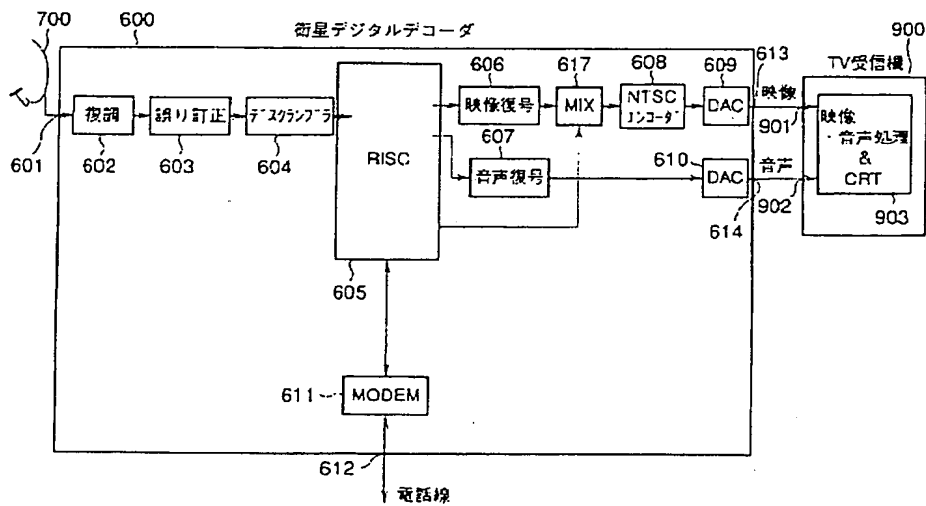 700
600
衛星デジタルデコーダ
900
606
617
608
609
613
TV受信機
映像
復調
誤り訂正
デスクランブラ
RISC
映像復号
MIX
NTSC
エンコーダ
DAC
901
映像
・音声処理
&
CRT
601
602
603
604
607
音声復号
610
DAC
音声
902
614
903
605
611
MODEM
612
電話線